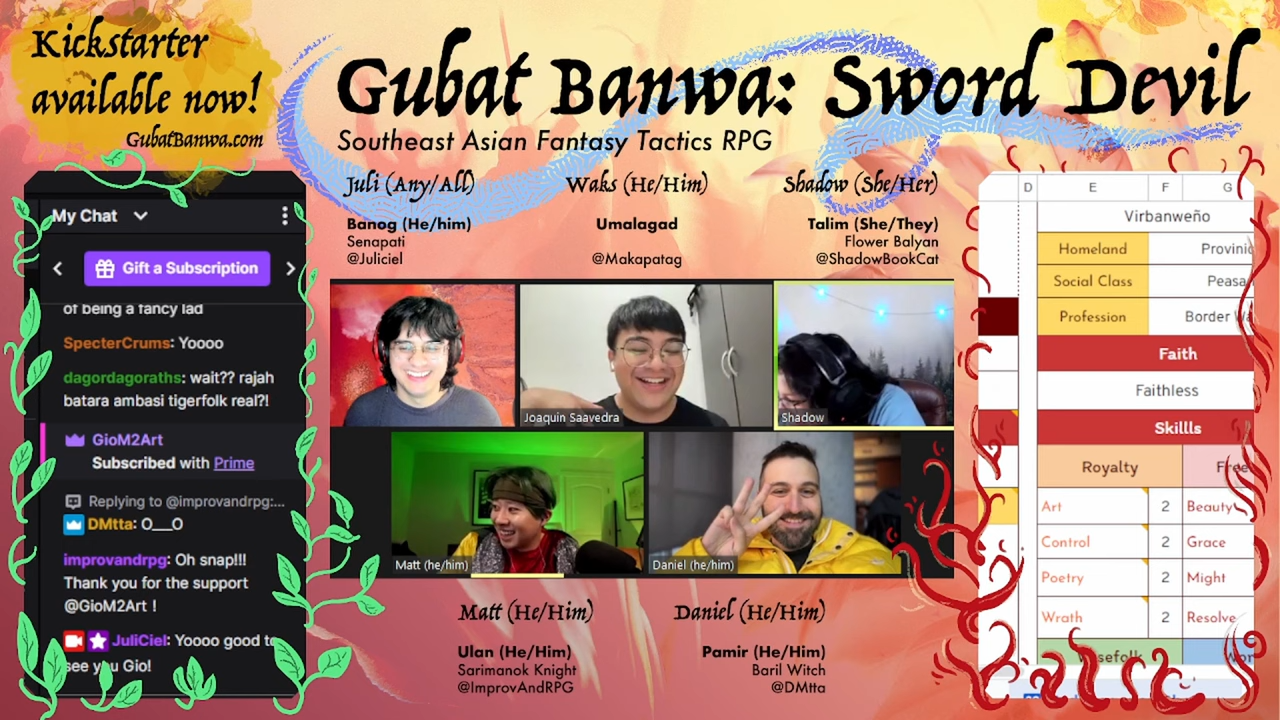 Kickstarter
available now!
GubatBanwa.com
Gubat Banwa: Sword Devil
Southeast Asian Fantasy Tactics RPG
Juli (Any/All)
Banog (He/him)
Senapati
@Juliciel
Waks (He/Him)
Umalagad
@Makapatag
Shadow (She/Her)
Talim (She/They)
Flower Balyan
@ShadowBookCat
My Chat
Gift a Subscription
of being a fancy lad
SpecterCrums: Yoooo
dagordagoraths: wait?? rajah
batara ambasi tigerfolk real?!
GioM2Art
Subscribed with Prime
Replying to @improvandrpg:...
DMtta: O___O
improvandrpg: Oh snap!!!
Thank you for the support
@GioM2Art !
JuliCiel: Yoooo good to
see you Gio!
Joaquin Saavedra
Shadow
Matt (he/him)
Daniel (he/him)
Matt (He/Him)
Ulan (He/Him)
Sarimanok Knight
@ImprovAndRPG
Daniel (He/Him)
Pamir (He/Him)
Baril Witch
@DMtta
D E F G
Virbanweño
Homeland Provinic
Social Class Peasa
Profession Border
Faith
Faithless
Skillls
Royalty
Art 2 Beauty
Control 2 Grace
Poetry 2 Might
Wrath 2 Resolve